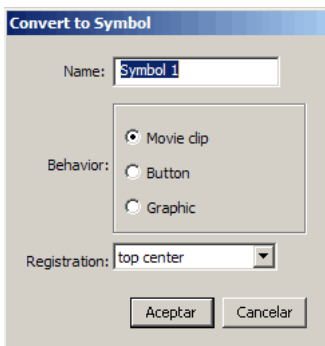 Convert to Symbol
Name: Symbol 1
Movie clip
Behavior:
Button
Graphic
Registration: top center
Aceptar Cancelar